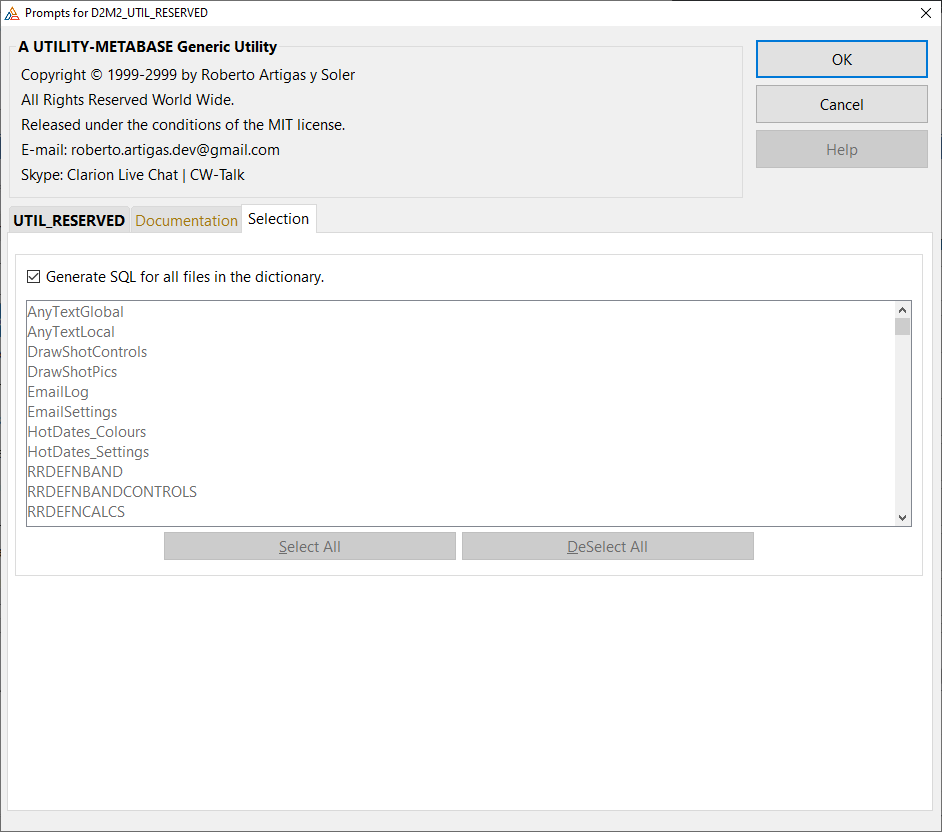 Prompts for D2M2_UTIL_RESERVED
A UTILITY-METABASE Generic Utility
Copyright © 1999-2999 by Roberto Artigas y Soler
All Rights Reserved World Wide.
Released under the conditions of the MIT license.
E-mail: roberto.artigas.dev@gmail.com
Skype: Clarion Live Chat | CW-Talk
OK
Cancel
Help
UTIL_RESERVED Documentation Selection
Generate SQL for all files in the dictionary.
AnyTextGlobal
AnyTextLocal
DrawShotControls
DrawShotPics
EmailLog
EmailSettings
HotDates_Colours
HotDates_Settings
RRDEFNBAND
RRDEFNBANDCONTROLS
RRDEFNCALCS
Select All DeSelect All